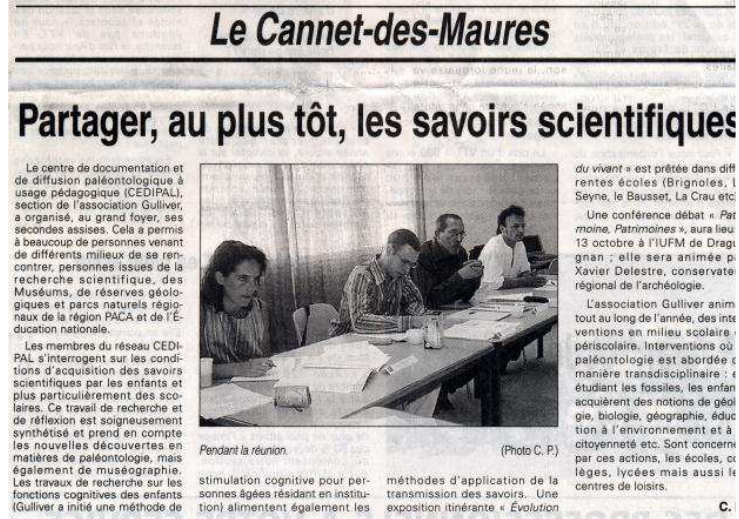 Le Cannet-des-Maures
Partager, au plus tôt, les savoirs scientifiques
Le centre de documentation et
de diffusion paléontologique à
usage pédagogique (CEDIPAL),
section de l'association Gulliver,
a organisé, au grand foyer, ses
secondes assises. Cela a permis
à beaucoup de personnes venant
de différents milieux de se ren-
contrer, personnes issues de la
recherche scientifique, des
Muséums, de réserves géolo-
giques et parcs naturels régio-
naux de la région PACA et de l'É-
ducation nationale.
Les membres du réseau CEDI-
PAL s'interrogent sur les condi-
tions d'acquisition des savoirs
scientifiques par les enfants et
plus particulièrement des sco-
laires. Ce travail de recherche et
de réflexion est soigneusement
synthétisé et prend en compte
les nouvelles découvertes en
matières de paléontologie, mais
également de muséographie.
Les travaux de recherche sur les
fonctions cognitives des enfants
(Gulliver a initié une méthode de
Pendant la réunion.
(Photo C. P.)
stimulation cognitive pour per-
sonnes âgées résidant en institu-
tion) alimentent également les
méthodes d'application de la
transmission des savoirs. Une
exposition itinérante « Évolution
du vivant » est prêtée dans diff
rentes écoles (Brignoles, L
Seyne, le Bausset, La Crau etc
Une conférence débat « Pat
moine, Patrimoines », aura lieu
13 octobre à l'IUFM de Dragu
gnan ; elle sera animée pa
Xavier Delestre, conservate
régional de l'archéologie.
L'association Gulliver anim
tout au long de l'année, des inte
ventions en milieu scolaire
périscolaire. Interventions où
paléontologie est abordée d
manière transdisciplinaire : e
étudiant les fossiles, les enfan
acquièrent des notions de géol
gie, biologie, géographie, éduc
tion à l'environnement et à
citoyenneté etc. Sont concerné
par ces actions, les écoles, co
lèges, lycées mais aussi le
centres de loisirs.
C.